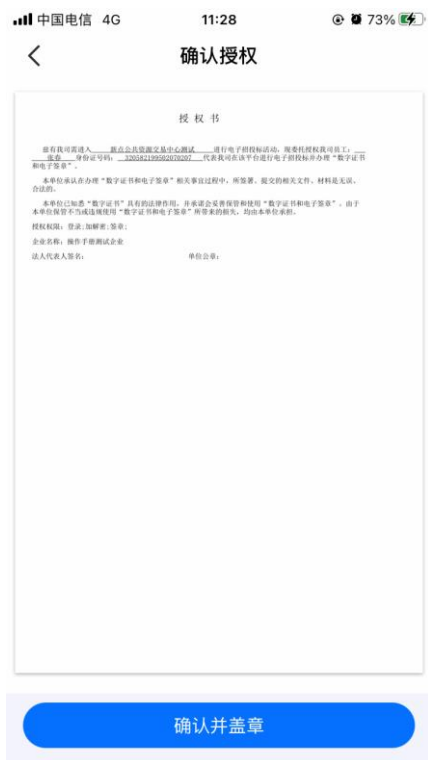 中国电信 4G 11:28 73%
确认授权
授 权 书
兹有我司需进入 新点公共资源交易中心测试 进行电子招投标活动，现委托授权我司员工：
张春 身份证号码： 320582199502070207 代表我司在该平台进行电子招投标并办理“数字证书
和电子签章”。
本单位承认在办理“数字证书和电子签章”相关事宜过程中，所签署、提交的相关文件、材料是无误、
合法的。
本单位已知悉“数字证书”具有的法律作用，并承诺会妥善保管和使用“数字证书和电子签章”，由于
本单位保管不当或违规使用“数字证书和电子签章”所带来的损失，均由本单位承担。
授权权限：登录;加解密;签章;
企业名称：操作手册测试企业
法人代表人签名： 单位公章：
确认并盖章